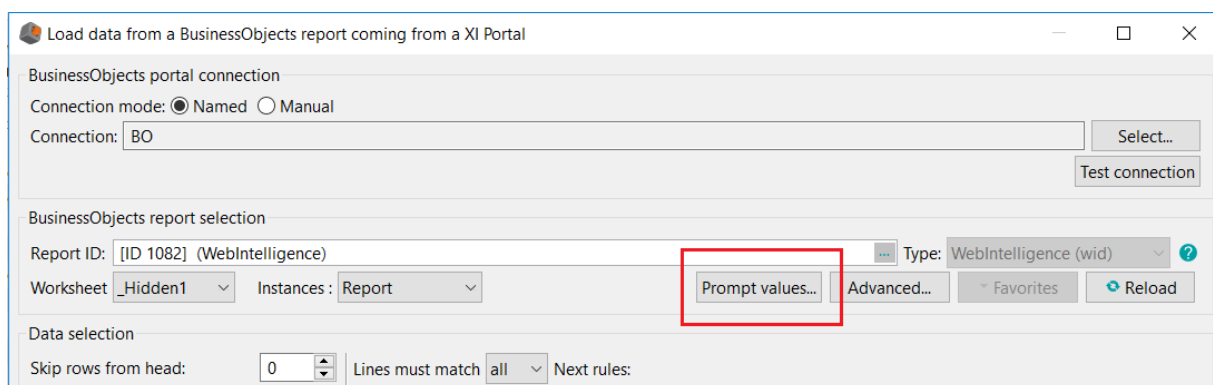 Load data from a BusinessObjects report coming from a XI Portal
BusinessObjects portal connection
Connection mode: Named Manual
Connection: BO Select...
Test connection
BusinessObjects report selection
Report ID: [ID 1082] (WebIntelligence) ... Type: WebIntelligence (wid) ?
Worksheet _Hidden1 Instances : Report Prompt values... Advanced... Favorites Reload
Data selection
Skip rows from head: 0 Lines must match all Next rules: